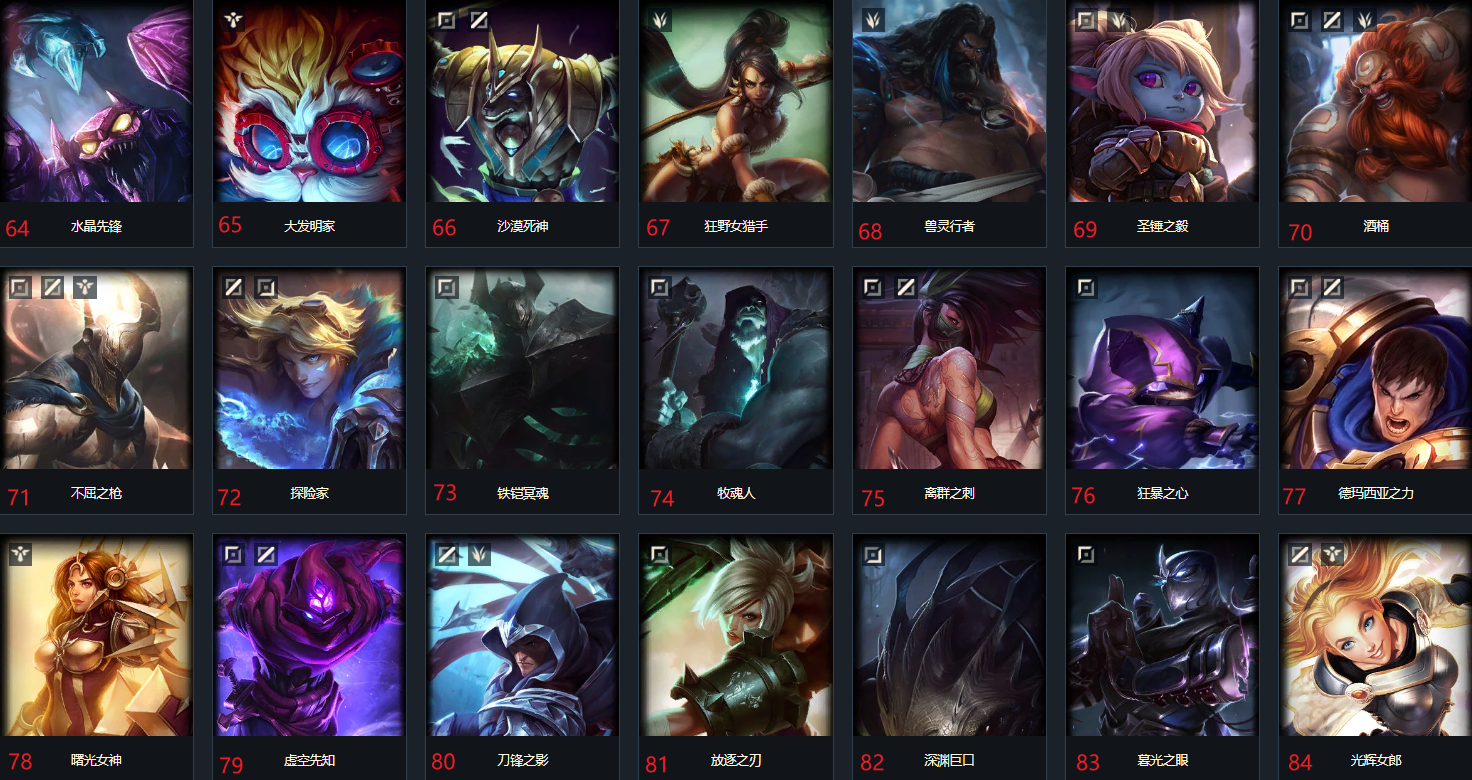 64 水晶先锋
65 大发明家
66 沙漠死神
67 狂野女猎手
68 兽灵行者
69 圣锤之毅
70 酒桶
71 不屈之枪
72 探险家
73 铁铠冥魂
74 牧魂人
75 离群之刺
76 狂暴之心
77 德玛西亚之力
78 曙光女神
79 虚空先知
80 刀锋之影
81 放逐之刃
82 深渊巨口
83 暮光之眼
84 光辉女郎